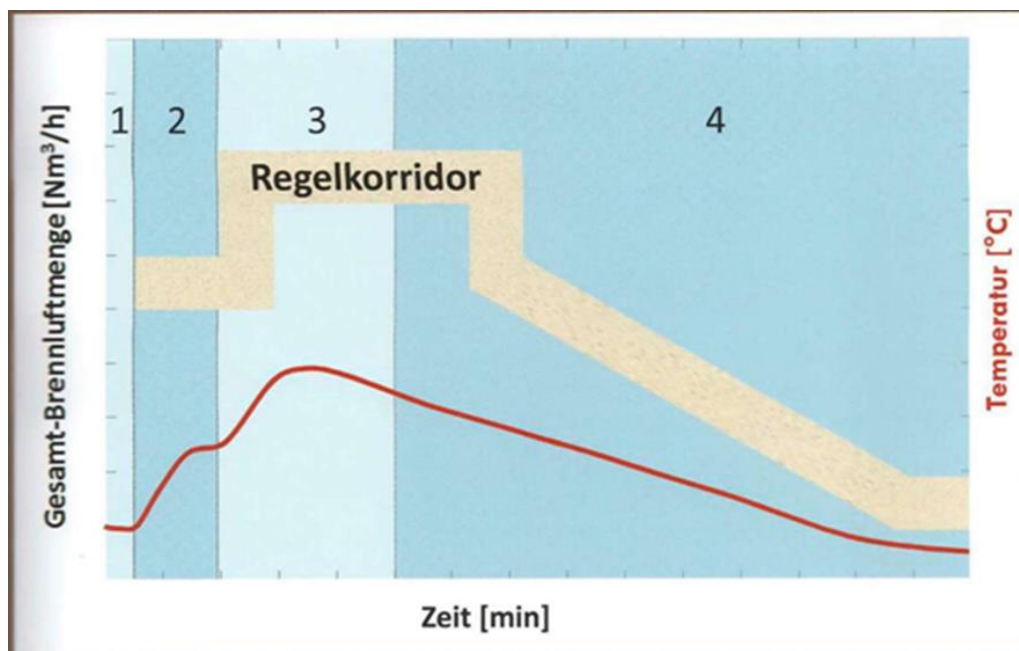 1
2
3
4
Regelkorridor
Gesamt-Brennluftmenge [Nm³/h]
Temperatur [°C]
Zeit [min]